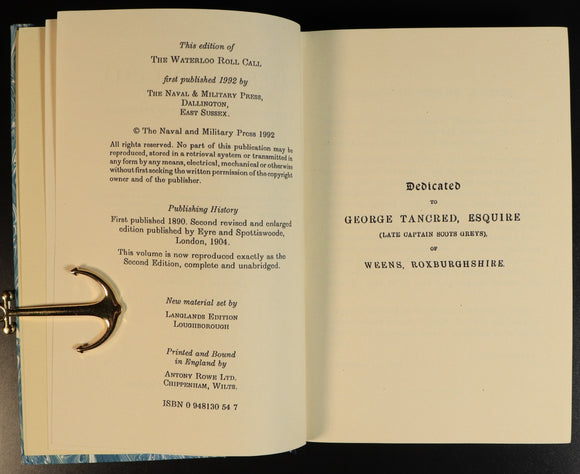 This edition of
THE WATERLOO ROLL CALL
first published 1992 by
THE NAVAL & MILITARY PRESS,
DALLINGTON,
EAST SUSSEX.
© The Naval and Military Press 1992
All rights reserved. No part of this publication may be
reproduced, stored in a retrieval system or transmitted in
any form by any means, electrical, mechanical or otherwise
without first seeking the written permission of the copyright
owner and of the publisher.
Publishing History
First published 1890. Second revised and enlarged
edition published by Eyre and Spottiswoode,
London, 1904.
This volume is now reproduced exactly as the
Second Edition, complete and unabridged.
New material set by
LANGLANDS EDITION
LOUGHBOROUGH
Printed and Bound
in England by
ANTONY ROWE LTD.
CHIPPENHAM, WILTS.
ISBN 0 948130 54 7
Dedicated
TO
GEORGE TANCRED, ESQUIRE
(LATE CAPTAIN SCOTS GREYS),
OF
WEENS, ROXBURGHSHIRE.